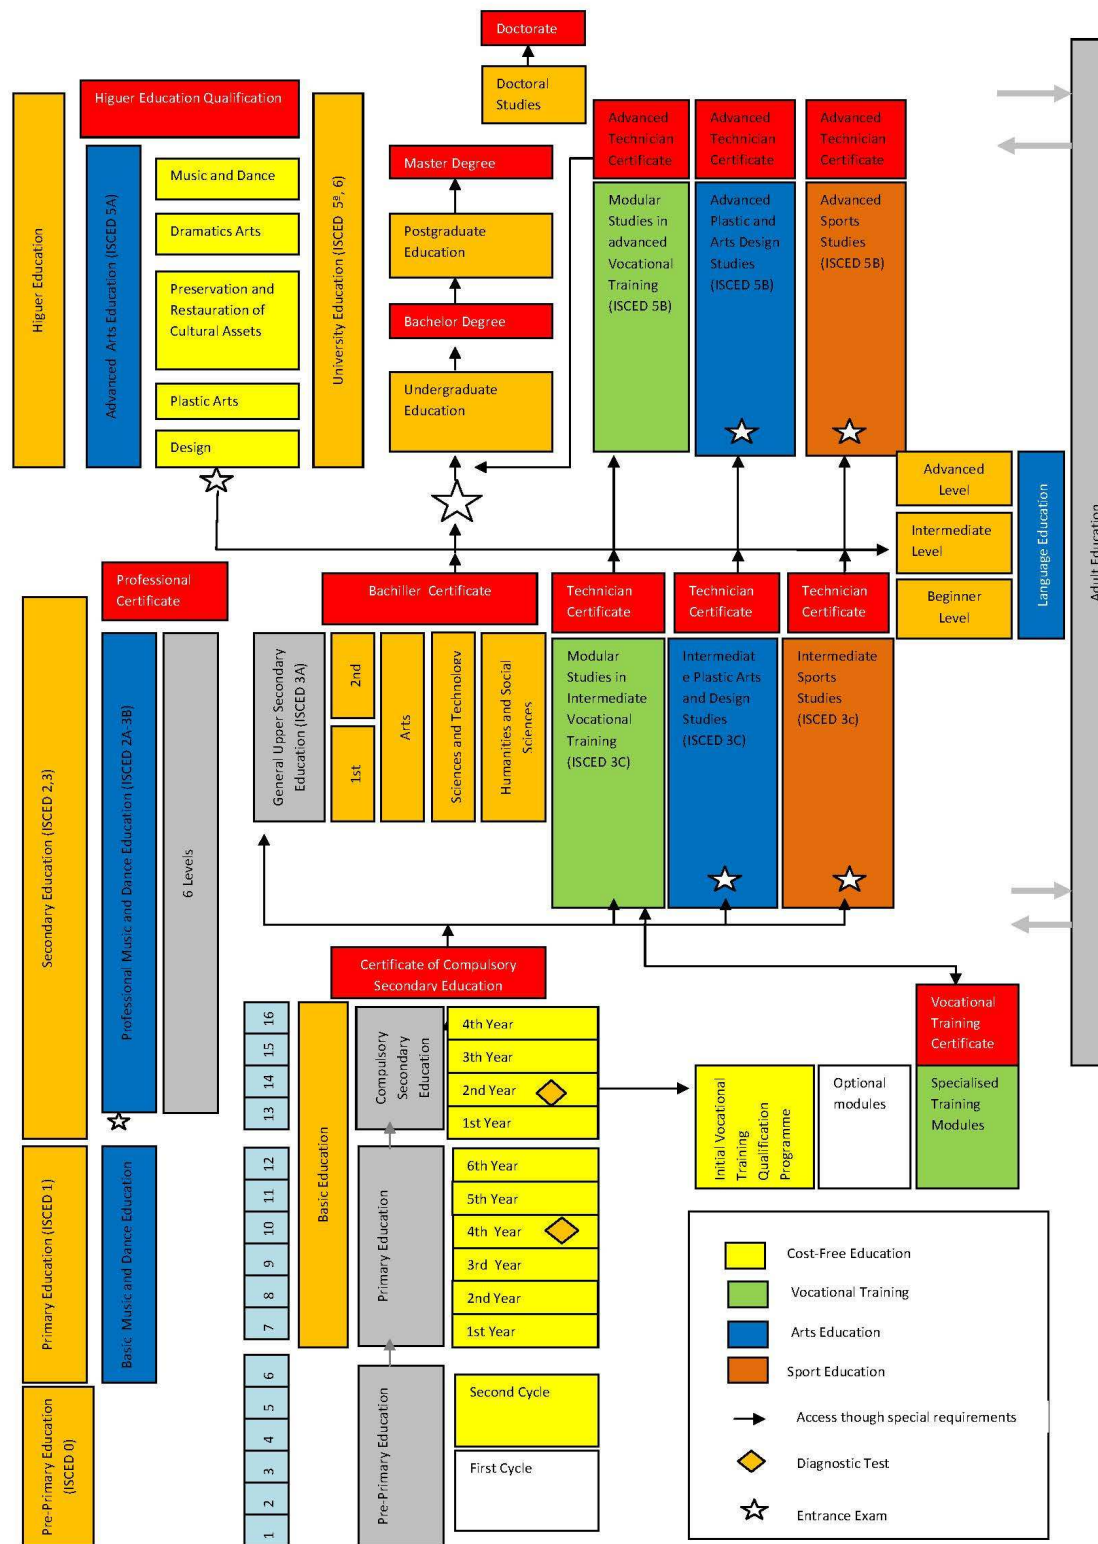 Doctorate
Doctoral
Studies
Higuer Education Qualification
Higuer Education
Advanced  Arts Education (ISCED 5A)
Music and Dance
Dramatics Arts
Preservation and
Restauration of
Cultural Assets
Plastic Arts
Design
University Education (ISCED  5ª, 6)
Master Degree
Postgraduate
Education
Bachelor Degree
Undergraduate
Education
Advanced
Technician
Certificate
Modular
Studies in
advanced
Vocational
Training
(ISCED 5B)
Advanced
Technician
Certificate
Advanced
Plastic and
Arts Design
Studies
(ISCED 5B)
Advanced
Technician
Certificate
Advanced
Sports
Studies
(ISCED 5B)
Advanced
Level
Intermediate
Level
Beginner
Level
Language Education
Adult Education
Professional
Certificate
Secondary Education (ISCED 2,3)
Professional Music and Dance Education (ISCED 2A-3B)
6 Levels
Bachiller  Certificate
General Upper Secondary
Education (ISCED 3A)
2nd
1st
Arts
Sciences and Technology
Humanities and Social
Sciences
Technician
Certificate
Modular
Studies in
Intermediate
Vocational
Training
(ISCED 3C)
Technician
Certificate
Intermediat
e Plastic Arts
and Design
Studies
(ISCED 3C)
Technician
Certificate
Intermediate
Sports
Studies
(ISCED 3c)
Certificate of Compulsory
Secondary Education
16
15
14
13
12
11
10
9
8
7
6
5
4
3
2
1
Basic Education
Compulsory
Secondary
Education
4th Year
3th Year
2nd Year
1st Year
Primary Education (ISCED 1)
Basic  Music and Dance Education
Primary Education
6th Year
5th Year
4th Year
3rd  Year
2nd Year
1st Year
Pre-Primary Education
(ISCED 0)
Pre-Primary Education
Second Cycle
First Cycle
Initial Vocational
Training
Qualification
Programme
Optional
modules
Vocational
Training
Certificate
Specialised
Training
Modules
Cost-Free Education
Vocational Training
Arts Education
Sport Education
Access though special requirements
Diagnostic Test
Entrance Exam